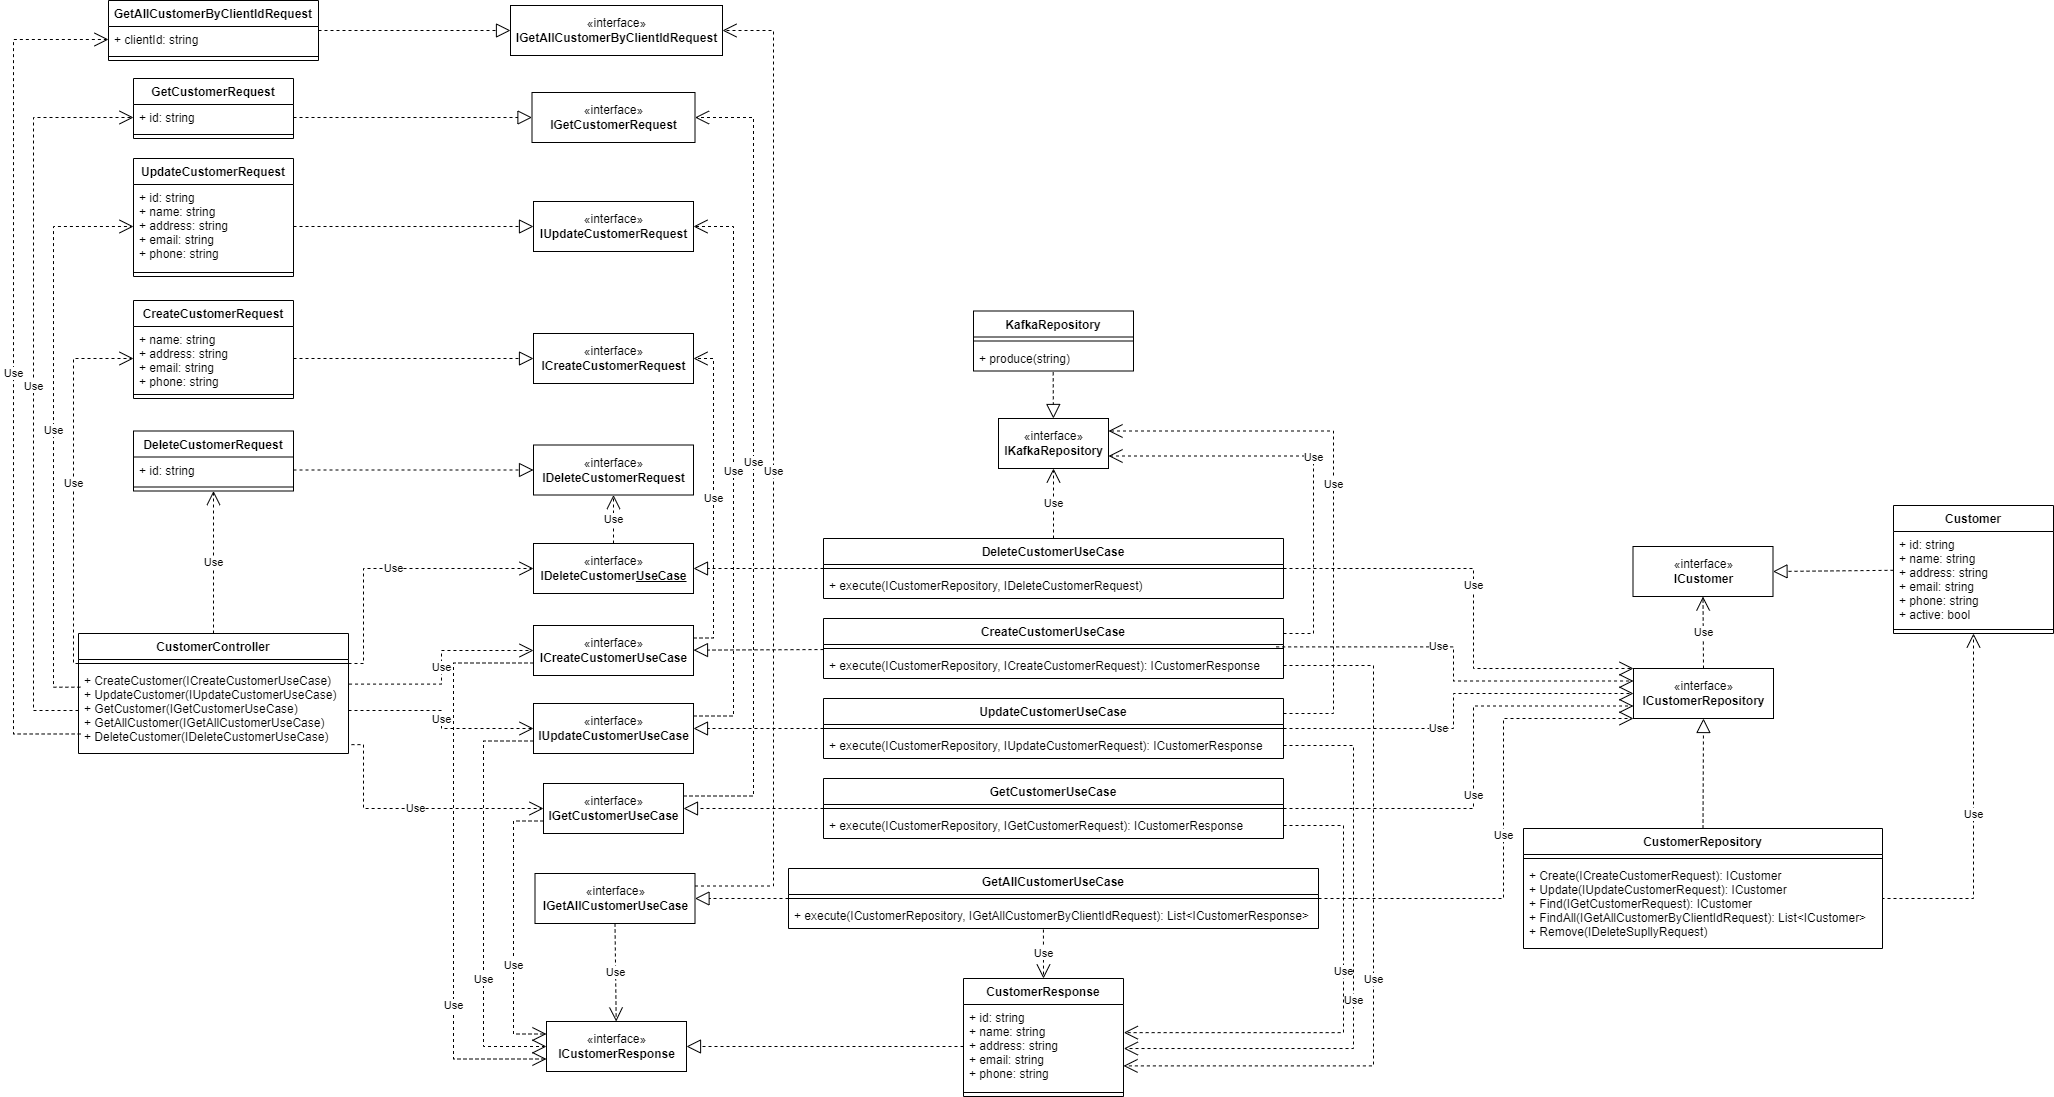 GetAllCustomerByClientIdRequest
+ clientId: string
«interface»
IGetAllCustomerByClientIdRequest
GetCustomerRequest
+ id: string
«interface»
IGetCustomerRequest
UpdateCustomerRequest
+ id: string
+ name: string
+ address: string
+ email: string
+ phone: string
«interface»
IUpdateCustomerRequest
CreateCustomerRequest
+ name: string
+ address: string
+ email: string
+ phone: string
«interface»
ICreateCustomerRequest
DeleteCustomerRequest
+ id: string
«interface»
IDeleteCustomerRequest
Use
Use
Use
Use
Use
Use
Use
Use
Use
Use
KafkaRepository
+ produce(string)
«interface»
IKafkaRepository
Use
Use
Use
CustomerController
+ CreateCustomer(ICreateCustomerUseCase)
+ UpdateCustomer(IUpdateCustomerUseCase)
+ GetCustomer(IGetCustomerUseCase)
+ GetAllCustomer(IGetAllCustomerUseCase)
+ DeleteCustomer(IDeleteCustomerUseCase)
Use
Use
Use
Use
«interface»
IDeleteCustomerUseCase
«interface»
ICreateCustomerUseCase
«interface»
IUpdateCustomerUseCase
«interface»
IGetCustomerUseCase
«interface»
IGetAllCustomerUseCase
Use
Use
Use
Use
«interface»
ICustomerResponse
DeleteCustomerUseCase
+ execute(ICustomerRepository, IDeleteCustomerRequest)
CreateCustomerUseCase
+ execute(ICustomerRepository, ICreateCustomerRequest): ICustomerResponse
UpdateCustomerUseCase
+ execute(ICustomerRepository, IUpdateCustomerRequest): ICustomerResponse
GetCustomerUseCase
+ execute(ICustomerRepository, IGetCustomerRequest): ICustomerResponse
GetAllCustomerUseCase
+ execute(ICustomerRepository, IGetAllCustomerByClientIdRequest): List<ICustomerResponse>
Use
CustomerResponse
+ id: string
+ name: string
+ address: string
+ email: string
+ phone: string
Use
Use
Use
Use
Use
Use
Use
Use
«interface»
ICustomer
Use
«interface»
ICustomerRepository
Customer
+ id: string
+ name: string
+ address: string
+ email: string
+ phone: string
+ active: bool
Use
CustomerRepository
+ Create(ICreateCustomerRequest): ICustomer
+ Update(IUpdateCustomerRequest): ICustomer
+ Find(IGetCustomerRequest): ICustomer
+ FindAll(IGetAllCustomerByClientIdRequest): List<ICustomer>
+ Remove(IDeleteSupllyRequest)